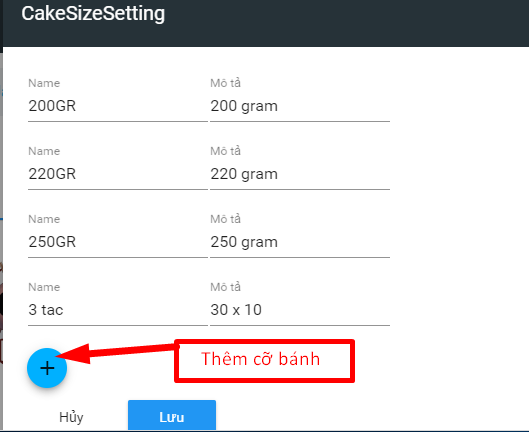 CakeSizeSetting
Name Mô tả
200GR 200 gram
Name Mô tả
220GR 220 gram
Name Mô tả
250GR 250 gram
Name Mô tả
3 tac 30 x 10
+ Thêm cỡ bánh
Hủy Lưu